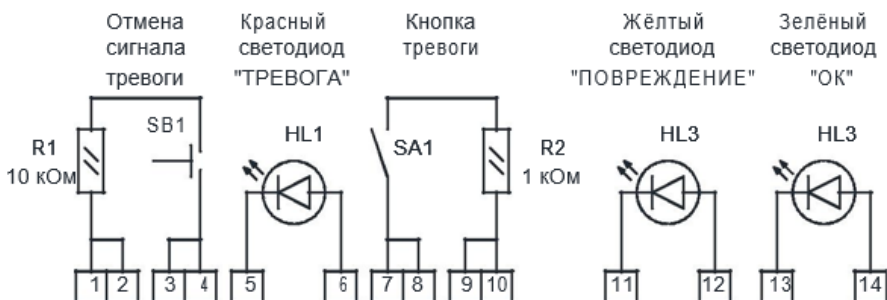 Отмена
сигнала
тревоги
Красный
светодиод
"ТРЕВОГА"
Кнопка
тревоги
Жёлтый
светодиод
"ПОВРЕЖДЕНИЕ"
Зелёный
светодиод
"ОК"
R1
10 кОм
SB1
HL1
SA1
R2
1 кОм
HL3
HL3
1 2 3 4 5 6 7 8 9 10 11 12 13 14